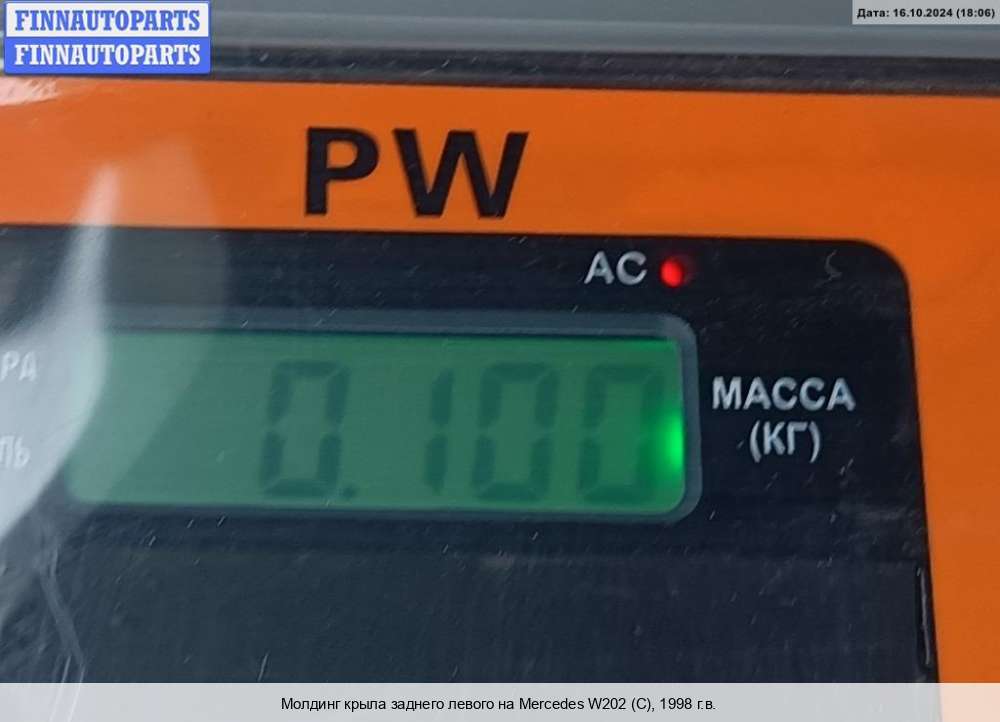 FINNAUTOPARTS
FINNAUTOPARTS
Дата: 16.10.2024 (18:06)
PW
AC
0.100
МАССА
(КГ)
Молдинг крыла заднего левого на Mercedes W202 (C), 1998 г.в.